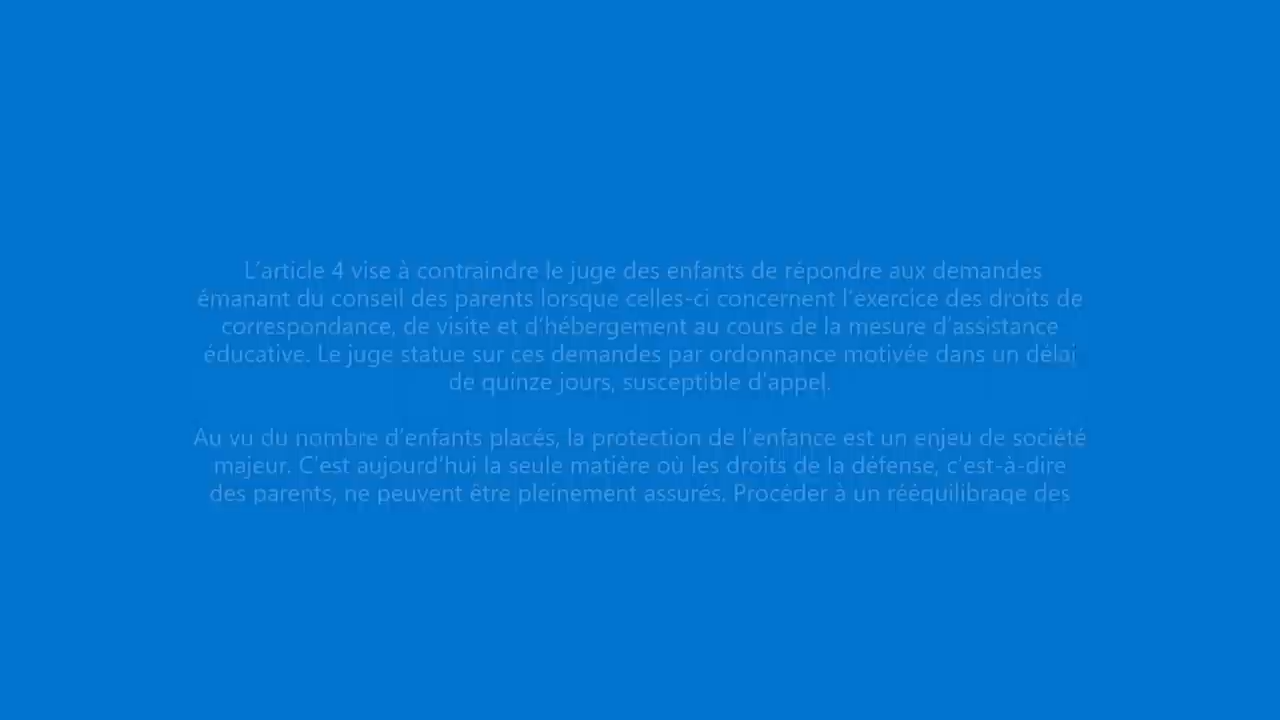 L'article 4 vise à contraindre le juge des enfants de répondre aux demandes
émanant du conseil des parents lorsque celles-ci concernent l'exercice des droits de
correspondance, de visite et d'hébergement au cours de la mesure d'assistance
éducative. Le juge statue sur ces demandes par ordonnance motivée dans un délai
de quinze jours, susceptible d'appel.
Au vu du nombre d'enfants placés, la protection de l'enfance est un enjeu de société
majeur. C'est aujourd'hui la seule matière où les droits de la défense, c'est-à-dire
des parents, ne peuvent être pleinement assurés. Procéder à un rééquilibrage des